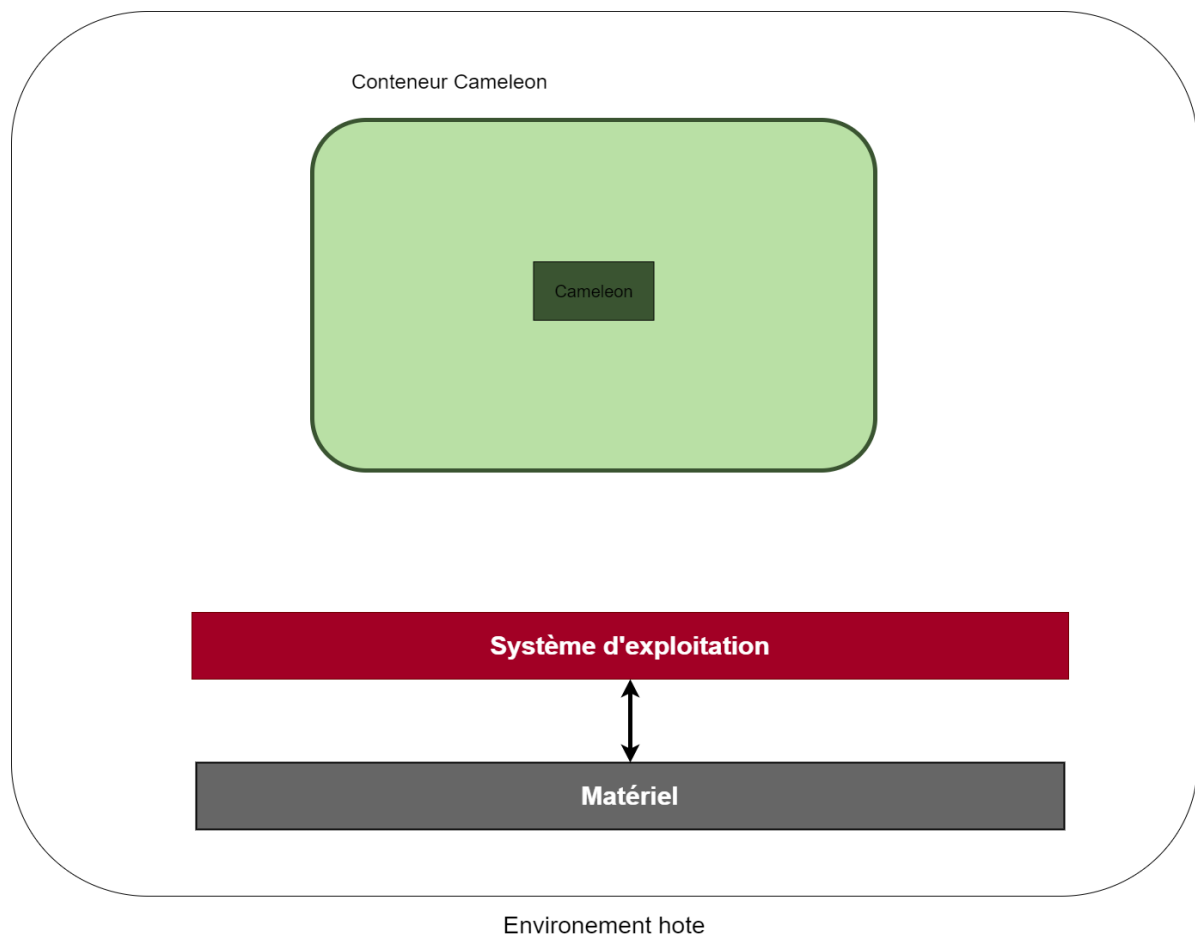 Conteneur Cameleon
Cameleon
Système d'exploitation
Matériel
Environement hote